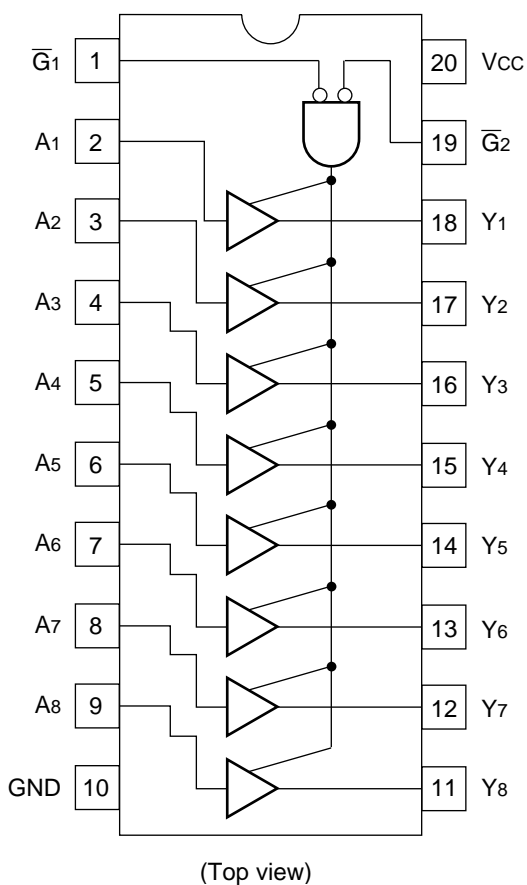 G̅1 1 20 VCC
A1 2 19 G̅2
A2 3 18 Y1
A3 4 17 Y2
A4 5 16 Y3
A5 6 15 Y4
A6 7 14 Y5
A7 8 13 Y6
A8 9 12 Y7
GND 10 11 Y8
(Top view)